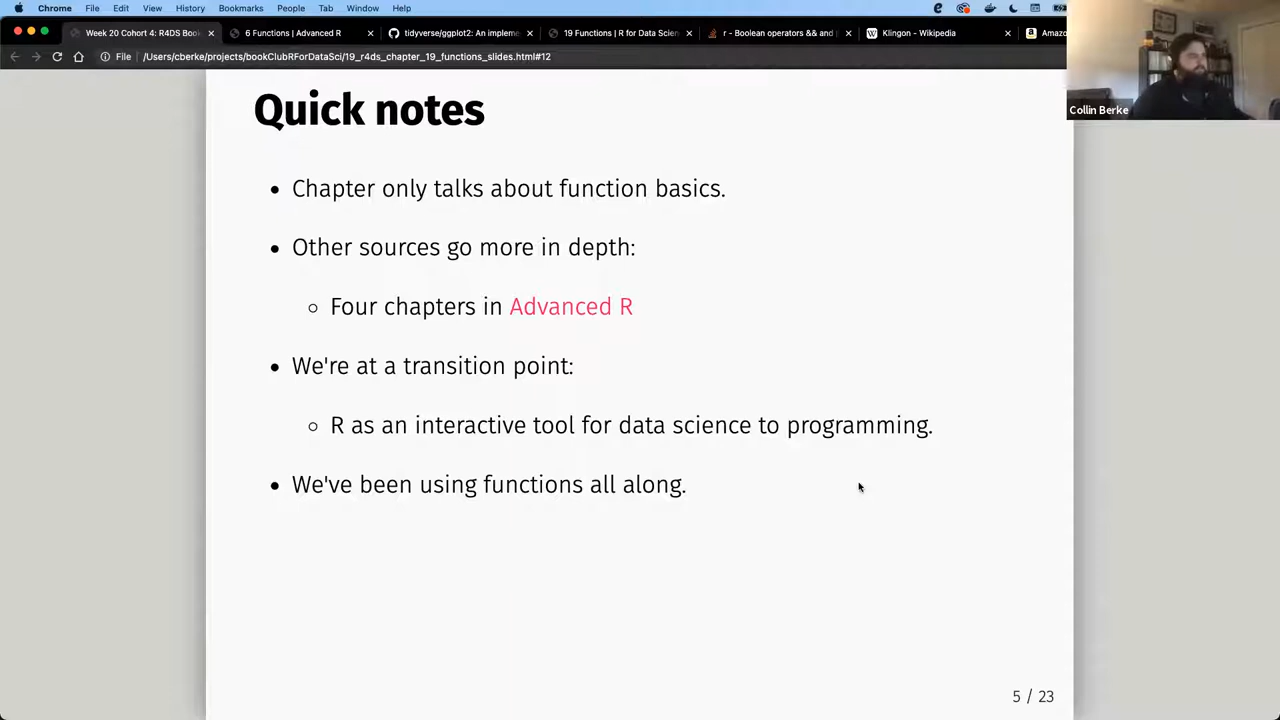 Chrome File Edit View History Bookmarks People Tab Window Help
Week 20 Cohort 4: R4DS Boo
6 Functions | Advanced R
tidyverse/ggplot2: An impleme
19 Functions | R for Data Scien
r - Boolean operators && and
Klingon - Wikipedia
Amazo
File /Users/cberke/projects/bookClubRForDataSci/19_r4ds_chapter_19_functions_slides.html#12
Collin Berke
Quick notes
• Chapter only talks about function basics.
• Other sources go more in depth:
○ Four chapters in Advanced R
• We're at a transition point:
○ R as an interactive tool for data science to programming.
• We've been using functions all along.
5 / 23